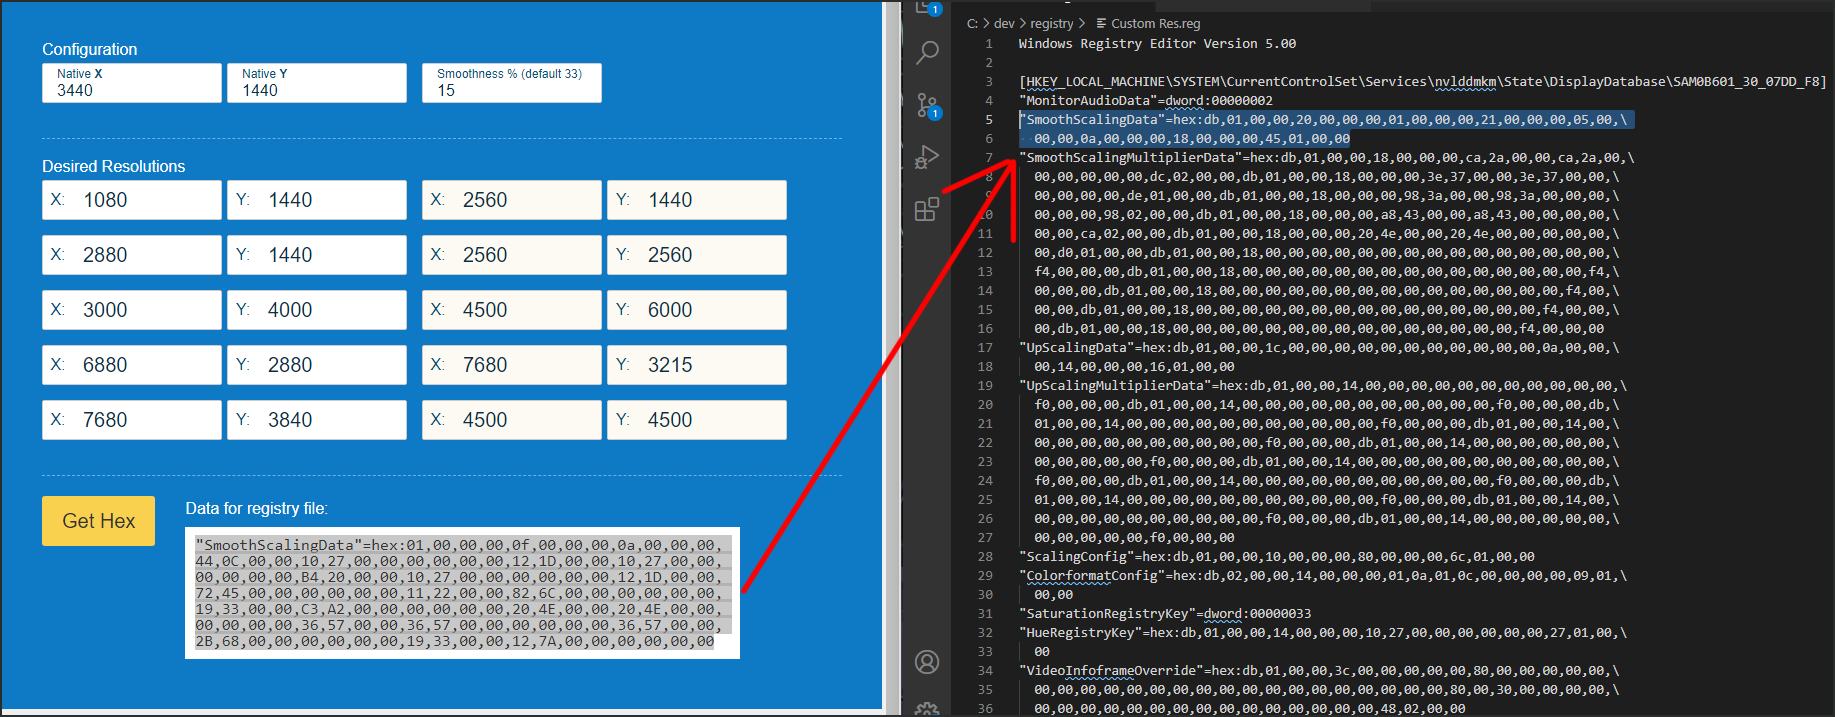 Configuration
Native X
3440
Native Y
1440
Smoothness % (default 33)
15
Desired Resolutions
X: 1080 Y: 1440 X: 2560 Y: 1440
X: 2880 Y: 1440 X: 2560 Y: 2560
X: 3000 Y: 4000 X: 4500 Y: 6000
X: 6880 Y: 2880 X: 7680 Y: 3215
X: 7680 Y: 3840 X: 4500 Y: 4500
Get Hex
Data for registry file:
"SmoothScalingData"=hex:01,00,00,00,0f,00,00,00,0a,00,00,00,
44,0C,00,00,10,27,00,00,00,00,00,00,12,1D,00,00,10,27,00,00,
00,00,00,00,B4,20,00,00,10,27,00,00,00,00,00,00,12,1D,00,00,
72,45,00,00,00,00,00,00,11,22,00,00,82,6C,00,00,00,00,00,00,
19,33,00,00,C3,A2,00,00,00,00,00,00,20,4E,00,00,20,4E,00,00,
00,00,00,00,36,57,00,00,36,57,00,00,00,00,00,00,36,57,00,00,
2B,68,00,00,00,00,00,00,19,33,00,00,12,7A,00,00,00,00,00,00
1
1
C: > dev > registry > Custom Res.reg
1 Windows Registry Editor Version 5.00
2
3 [HKEY_LOCAL_MACHINE\SYSTEM\CurrentControlSet\Services\nvlddmkm\State\DisplayDatabase\SAM0B601_30_07DD_F8]
4 "MonitorAudioData"=dword:00000002
5 "SmoothScalingData"=hex:db,01,00,00,20,00,00,00,01,00,00,00,21,00,00,00,05,00,\
6 00,00,0a,00,00,00,18,00,00,00,45,01,00,00
7 "SmoothScalingMultiplierData"=hex:db,01,00,00,18,00,00,00,ca,2a,00,00,ca,2a,00,\
8 00,00,00,00,00,dc,02,00,00,db,01,00,00,18,00,00,00,3e,37,00,00,3e,37,00,00,\
9 00,00,00,00,de,01,00,00,db,01,00,00,18,00,00,00,98,3a,00,00,98,3a,00,00,00,\
10 00,00,00,98,02,00,00,db,01,00,00,18,00,00,00,a8,43,00,00,a8,43,00,00,00,00,\
11 00,00,ca,02,00,00,db,01,00,00,18,00,00,00,20,4e,00,00,20,4e,00,00,00,00,00,\
12 00,d0,01,00,00,db,01,00,00,18,00,00,00,00,00,00,00,00,00,00,00,00,00,00,00,\
13 f4,00,00,00,db,01,00,00,18,00,00,00,00,00,00,00,00,00,00,00,00,00,00,00,f4,\
14 00,00,00,db,01,00,00,18,00,00,00,00,00,00,00,00,00,00,00,00,00,00,00,f4,00,\
15 00,00,db,01,00,00,18,00,00,00,00,00,00,00,00,00,00,00,00,00,00,00,f4,00,00,\
16 00,db,01,00,00,18,00,00,00,00,00,00,00,00,00,00,00,00,00,00,00,f4,00,00,00
17 "UpScalingData"=hex:db,01,00,00,1c,00,00,00,00,00,00,00,00,00,00,00,0a,00,00,\
18 00,14,00,00,00,16,01,00,00
19 "UpScalingMultiplierData"=hex:db,01,00,00,14,00,00,00,00,00,00,00,00,00,00,00,\
20 f0,00,00,00,db,01,00,00,14,00,00,00,00,00,00,00,00,00,00,00,f0,00,00,00,db,\
21 01,00,00,14,00,00,00,00,00,00,00,00,00,00,00,f0,00,00,00,db,01,00,00,14,00,\
22 00,00,00,00,00,00,00,00,00,00,f0,00,00,00,db,01,00,00,14,00,00,00,00,00,00,\
23 00,00,00,00,00,f0,00,00,00,db,01,00,00,14,00,00,00,00,00,00,00,00,00,00,00,\
24 f0,00,00,00,db,01,00,00,14,00,00,00,00,00,00,00,00,00,00,00,f0,00,00,00,db,\
25 01,00,00,14,00,00,00,00,00,00,00,00,00,00,00,f0,00,00,00,db,01,00,00,14,00,\
26 00,00,00,00,00,00,00,00,00,00,f0,00,00,00,db,01,00,00,14,00,00,00,00,00,00,\
27 00,00,00,00,00,f0,00,00,00
28 "ScalingConfig"=hex:db,01,00,00,10,00,00,00,80,00,00,00,6c,01,00,00
29 "ColorformatConfig"=hex:db,02,00,00,14,00,00,00,01,0a,01,0c,00,00,00,00,09,01,\
30 00,00
31 "SaturationRegistryKey"=dword:00000033
32 "HueRegistryKey"=hex:db,01,00,00,14,00,00,00,10,27,00,00,00,00,00,00,27,01,00,\
33 00
34 "VideoInfoframeOverride"=hex:db,01,00,00,3c,00,00,00,00,00,80,00,00,00,00,00,\
35 00,00,00,00,00,00,00,00,00,00,00,00,00,00,00,00,00,00,80,00,30,00,00,00,00,\
36 00,00,00,00,00,00,00,00,00,00,00,00,00,00,00,48,02,00,00